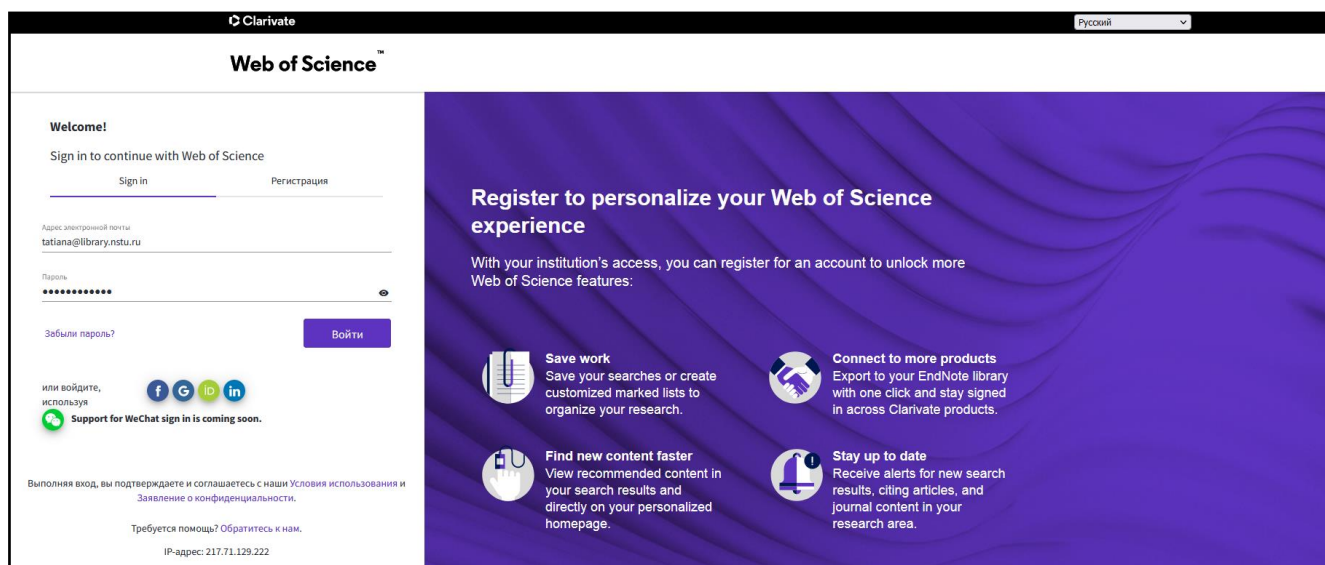 Clarivate
Русский
Web of Science™
Welcome!
Sign in to continue with Web of Science
Sign in
Регистрация
Адрес электронной почты
tatiana@library.nstu.ru
Пароль
••••••••••••
Забыли пароль?
Войти
или войдите,
используя
f G iD in
Support for WeChat sign in is coming soon.
Выполняя вход, вы подтверждаете и соглашаетесь с наши Условия использования и
Заявление о конфиденциальности.
Требуется помощь? Обратитесь к нам.
IP-адрес: 217.71.129.222
Register to personalize your Web of Science
experience
With your institution's access, you can register for an account to unlock more
Web of Science features:
Save work
Save your searches or create
customized marked lists to
organize your research.
Connect to more products
Export to your EndNote library
with one click and stay signed
in across Clarivate products.
Find new content faster
View recommended content in
your search results and
directly on your personalized
homepage.
Stay up to date
Receive alerts for new search
results, citing articles, and
journal content in your
research area.